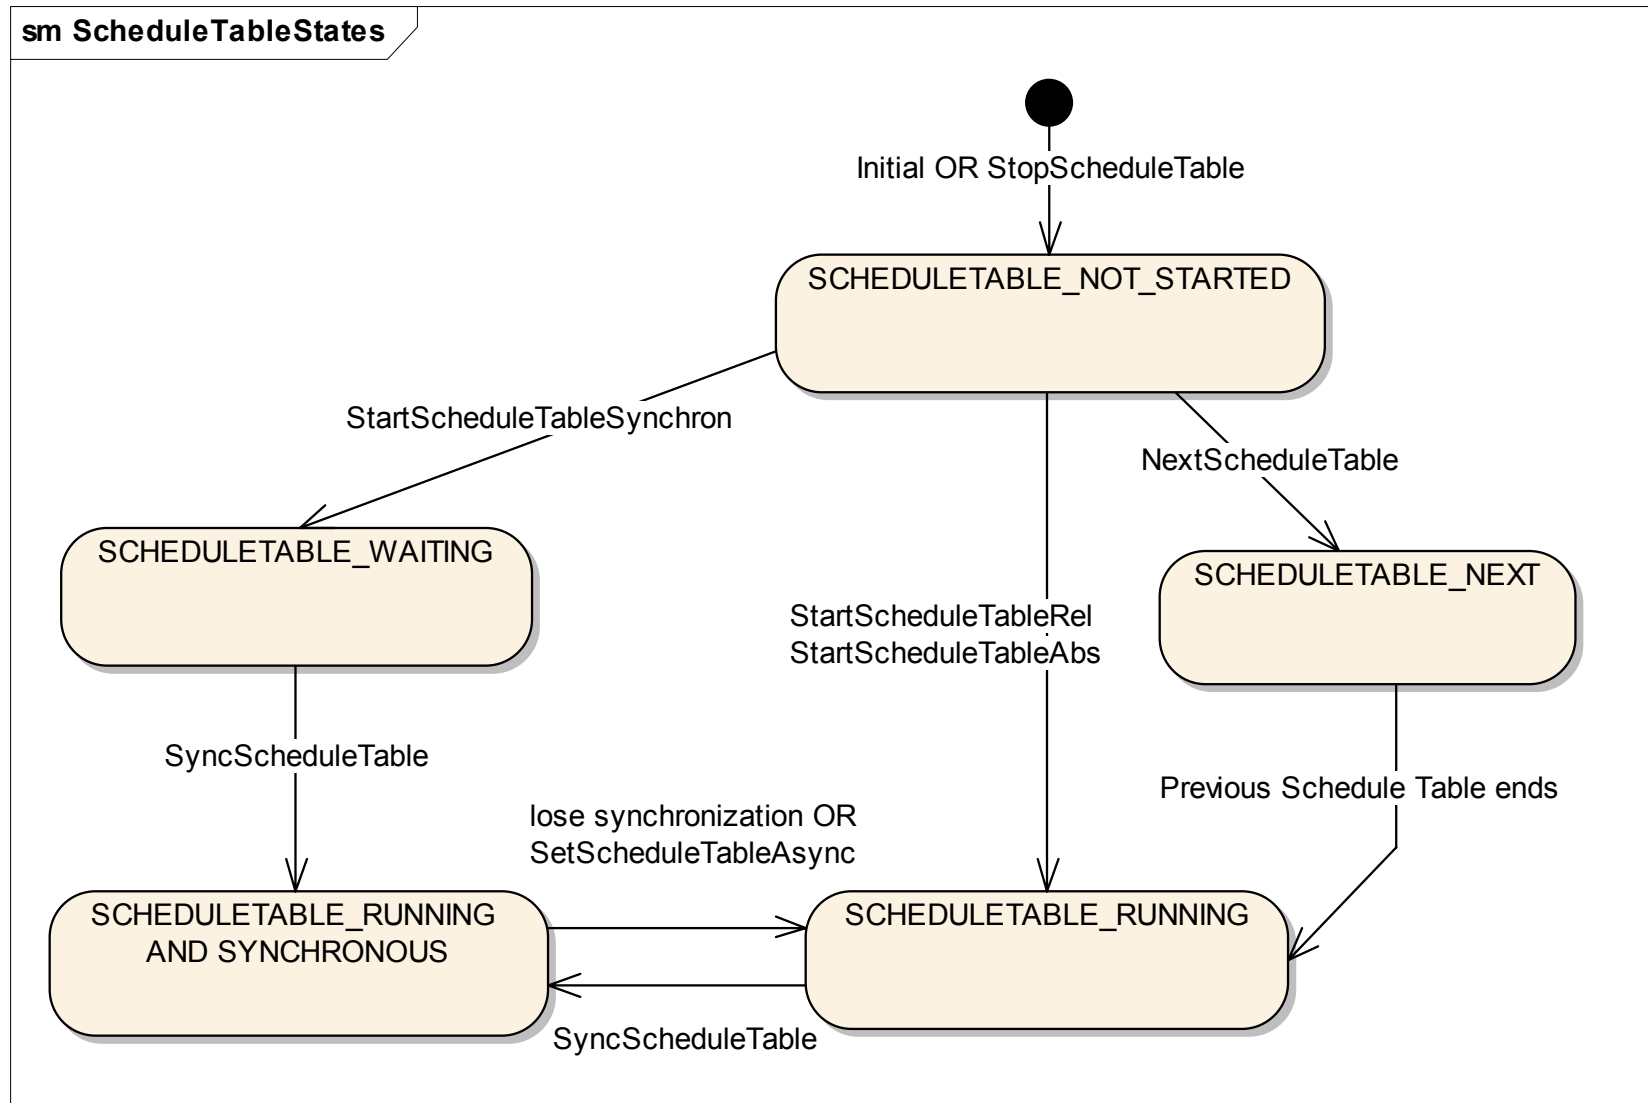 sm ScheduleTableStates
Initial OR StopScheduleTable
SCHEDULETABLE_NOT_STARTED
StartScheduleTableSynchron
NextScheduleTable
SCHEDULETABLE_WAITING
SCHEDULETABLE_NEXT
StartScheduleTableRel
StartScheduleTableAbs
SyncScheduleTable
Previous Schedule Table ends
lose synchronization OR
SetScheduleTableAsync
SCHEDULETABLE_RUNNING
AND SYNCHRONOUS
SCHEDULETABLE_RUNNING
SyncScheduleTable